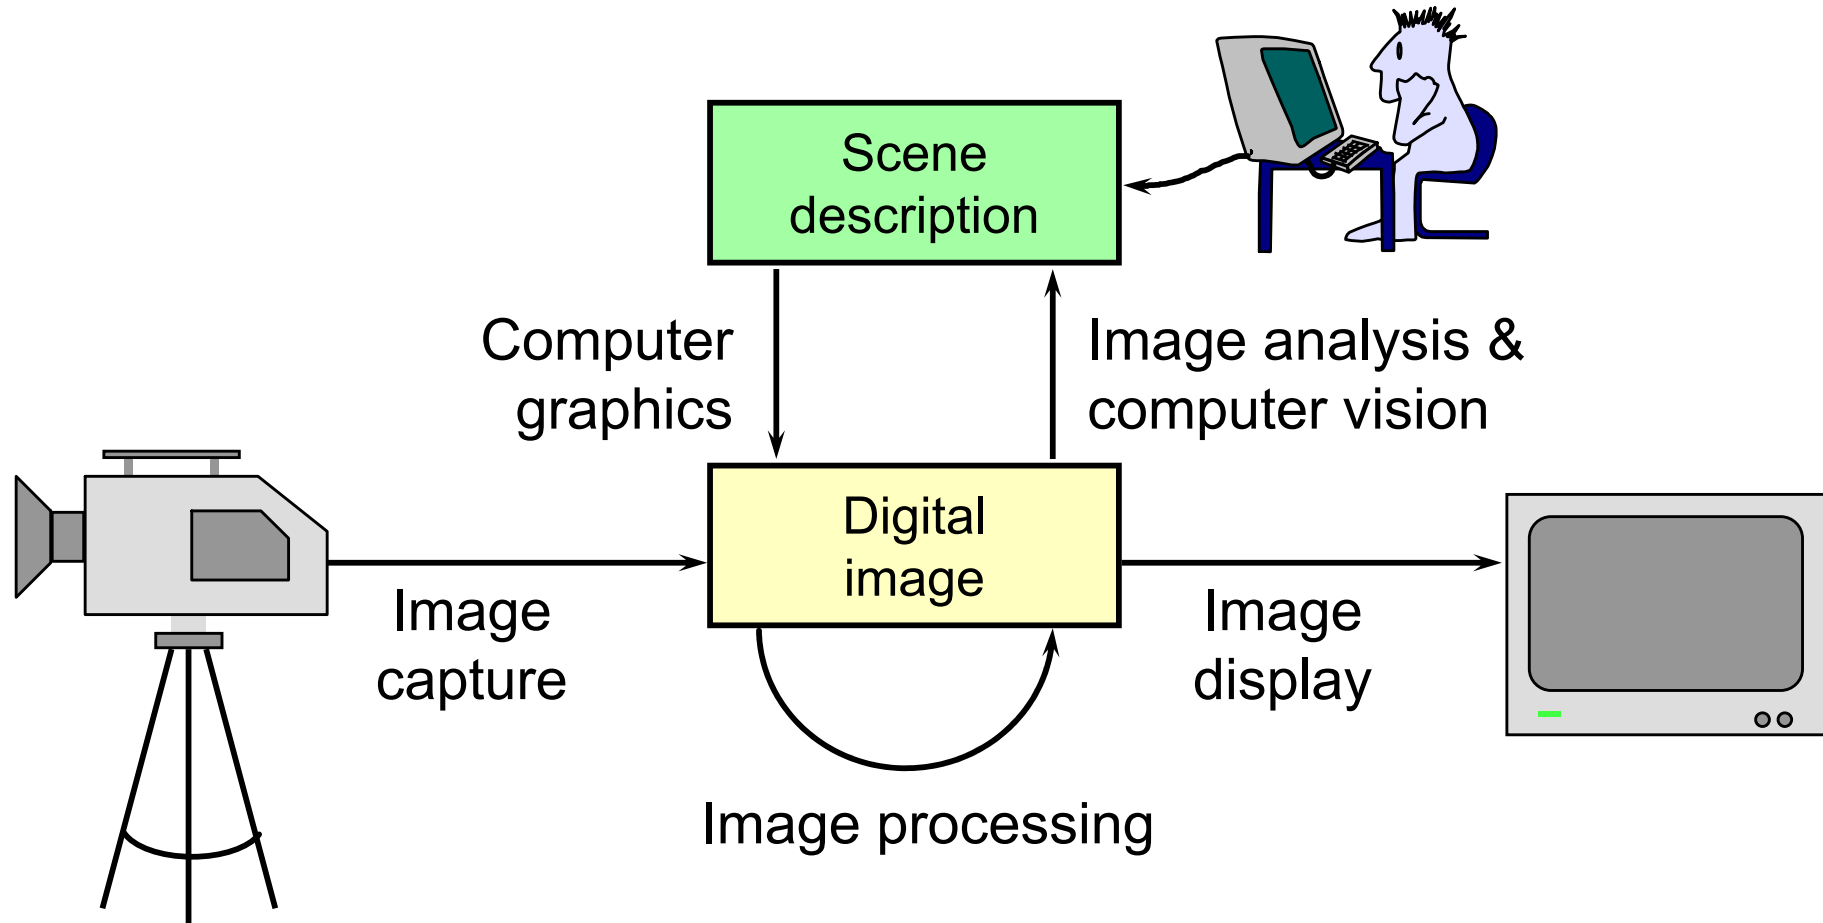 Scene
description
Computer
graphics
Image analysis &
computer vision
Digital
image
Image
capture
Image
display
Image processing